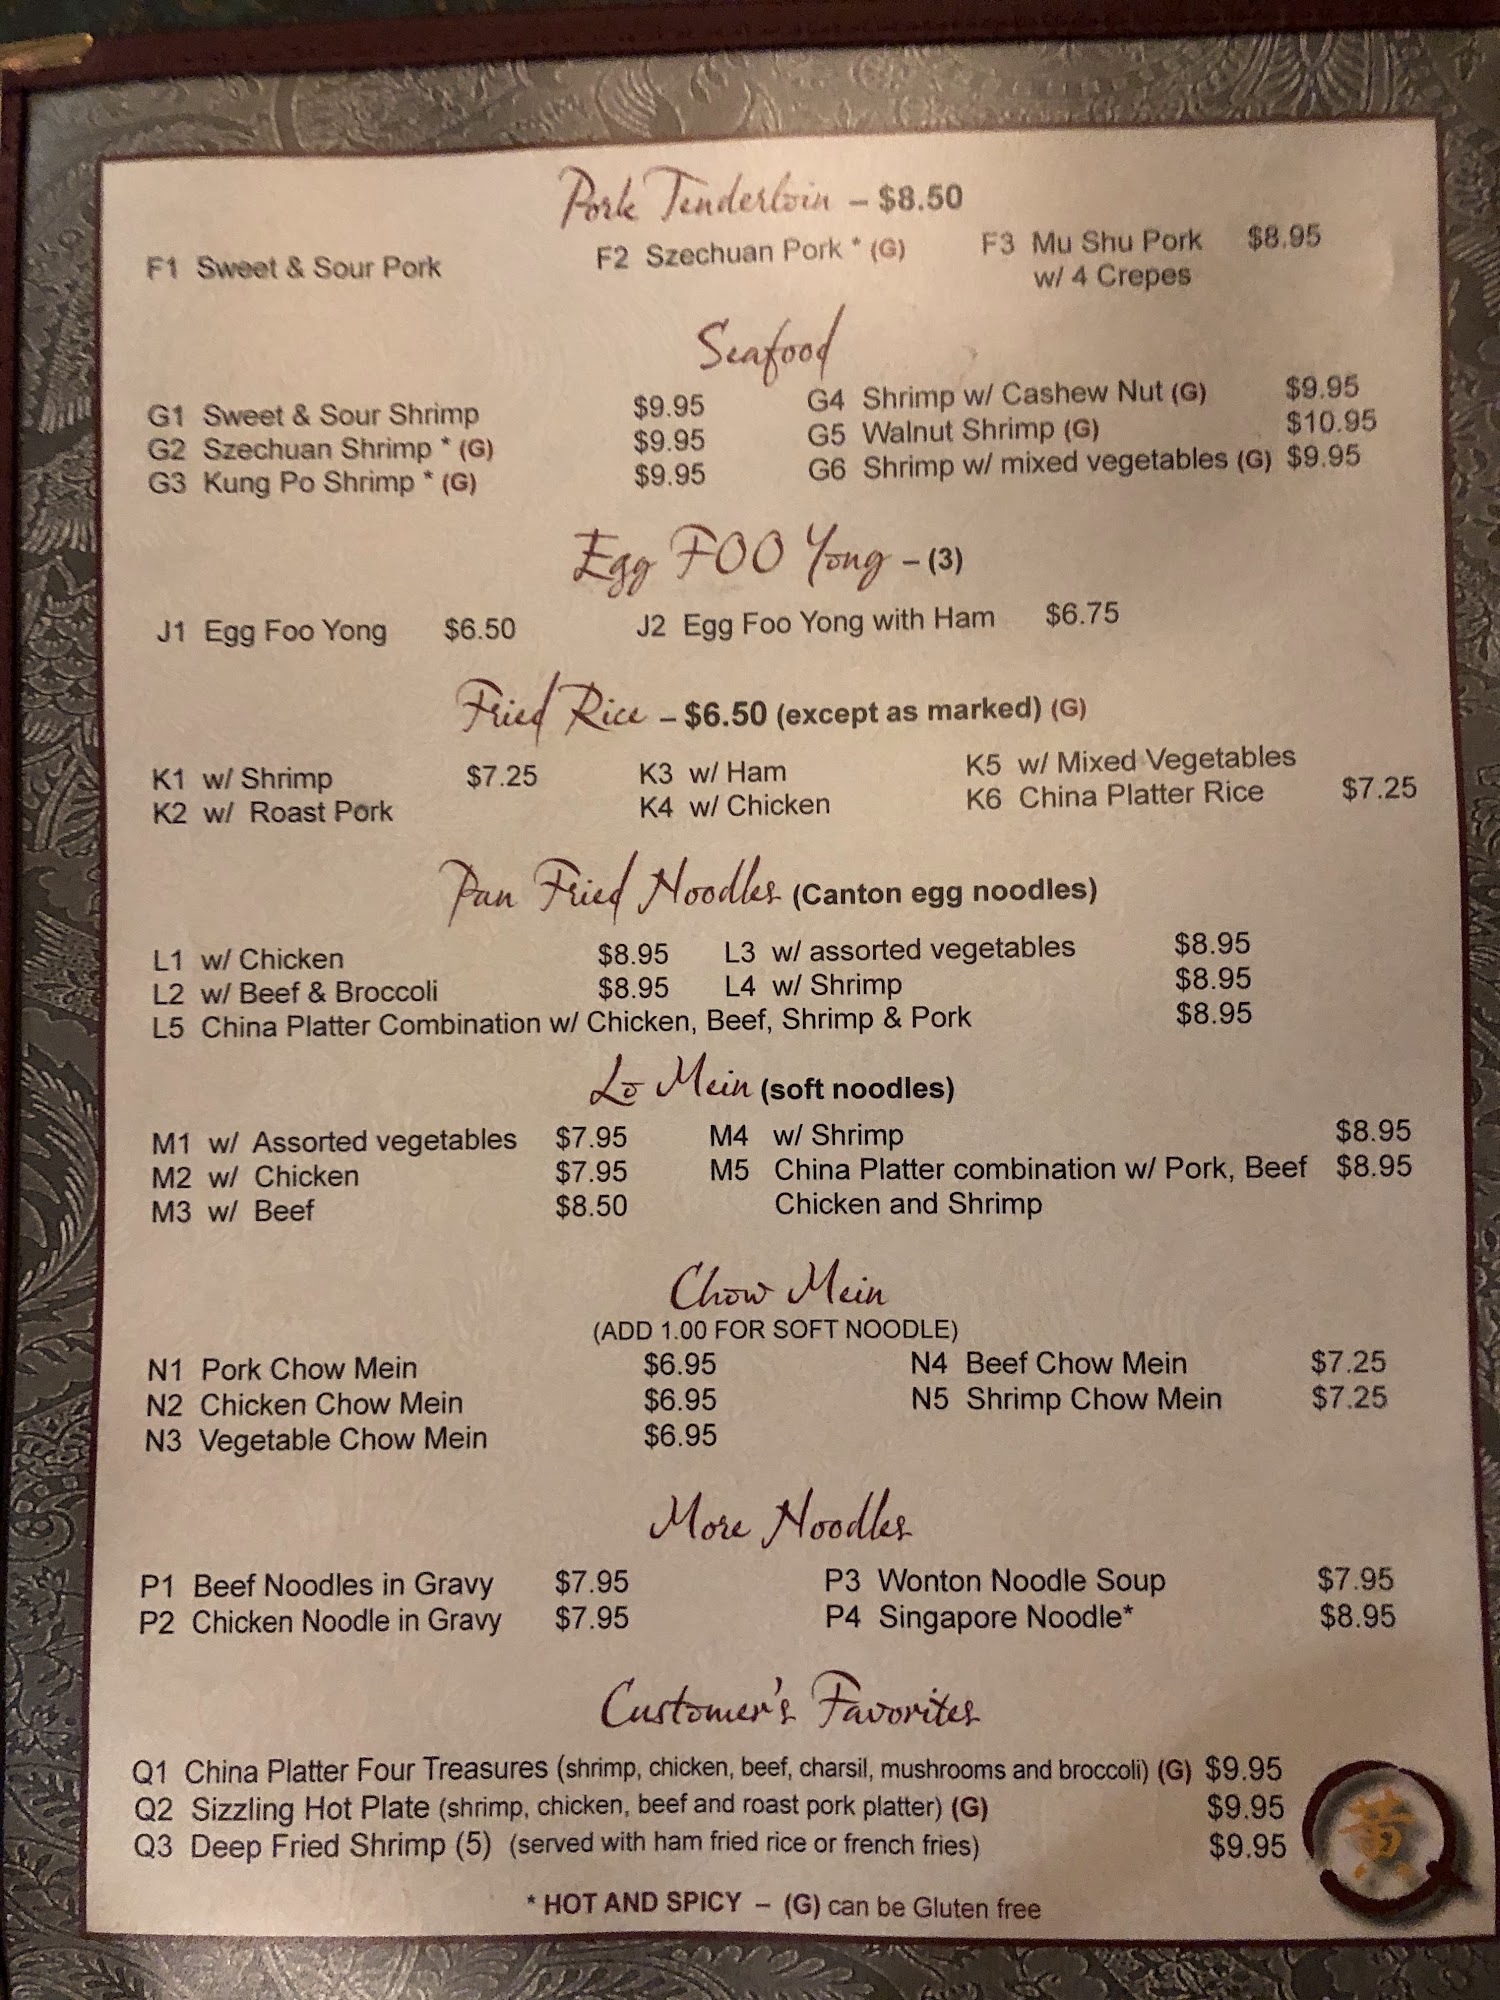 Pork Tenderloin – $8.50
F1 Sweet & Sour Pork F2 Szechuan Pork * (G) F3 Mu Shu Pork $8.95
w/ 4 Crepes
Seafood
G1 Sweet & Sour Shrimp $9.95 G4 Shrimp w/ Cashew Nut (G) $9.95
G2 Szechuan Shrimp * (G) $9.95 G5 Walnut Shrimp (G) $10.95
G3 Kung Po Shrimp * (G) $9.95 G6 Shrimp w/ mixed vegetables (G) $9.95
Egg FOO Yong – (3)
J1 Egg Foo Yong $6.50 J2 Egg Foo Yong with Ham $6.75
Fried Rice – $6.50 (except as marked) (G)
K1 w/ Shrimp $7.25 K3 w/ Ham K5 w/ Mixed Vegetables
K2 w/ Roast Pork K4 w/ Chicken K6 China Platter Rice $7.25
Pan Fried Noodles (Canton egg noodles)
L1 w/ Chicken $8.95 L3 w/ assorted vegetables $8.95
L2 w/ Beef & Broccoli $8.95 L4 w/ Shrimp $8.95
L5 China Platter Combination w/ Chicken, Beef, Shrimp & Pork $8.95
Lo Mein (soft noodles)
M1 w/ Assorted vegetables $7.95 M4 w/ Shrimp $8.95
M2 w/ Chicken $7.95 M5 China Platter combination w/ Pork, Beef $8.95
M3 w/ Beef $8.50 Chicken and Shrimp
Chow Mein
(ADD 1.00 FOR SOFT NOODLE)
N1 Pork Chow Mein $6.95 N4 Beef Chow Mein $7.25
N2 Chicken Chow Mein $6.95 N5 Shrimp Chow Mein $7.25
N3 Vegetable Chow Mein $6.95
More Noodles
P1 Beef Noodles in Gravy $7.95 P3 Wonton Noodle Soup $7.95
P2 Chicken Noodle in Gravy $7.95 P4 Singapore Noodle* $8.95
Customer's Favorites
Q1 China Platter Four Treasures (shrimp, chicken, beef, charsil, mushrooms and broccoli) (G) $9.95
Q2 Sizzling Hot Plate (shrimp, chicken, beef and roast pork platter) (G) $9.95
Q3 Deep Fried Shrimp (5) (served with ham fried rice or french fries) $9.95
黄
* HOT AND SPICY – (G) can be Gluten free